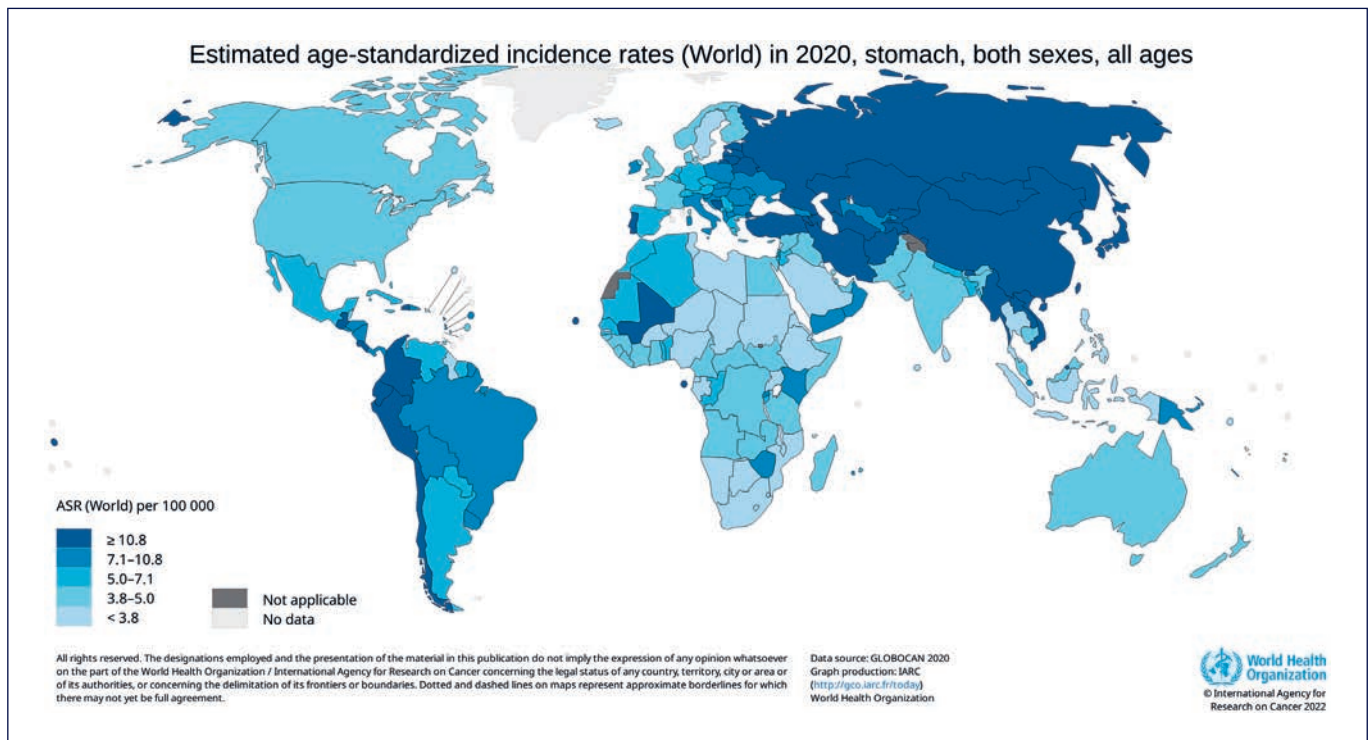 Estimated age-standardized incidence rates (World) in 2020, stomach, both sexes, all ages
ASR (World) per 100 000
≥ 10.8
7.1–10.8
5.0–7.1
3.8–5.0
< 3.8
Not applicable
No data
All rights reserved. The designations employed and the presentation of the material in this publication do not imply the expression of any opinion whatsoever
on the part of the World Health Organization / International Agency for Research on Cancer concerning the legal status of any country, territory, city or area or
of its authorities, or concerning the delimitation of its frontiers or boundaries. Dotted and dashed lines on maps represent approximate borderlines for which
there may not yet be full agreement.
Data source: GLOBOCAN 2020
Graph production: IARC
(http://gco.iarc.fr/today)
World Health Organization
World Health
Organization
© International Agency for
Research on Cancer 2022